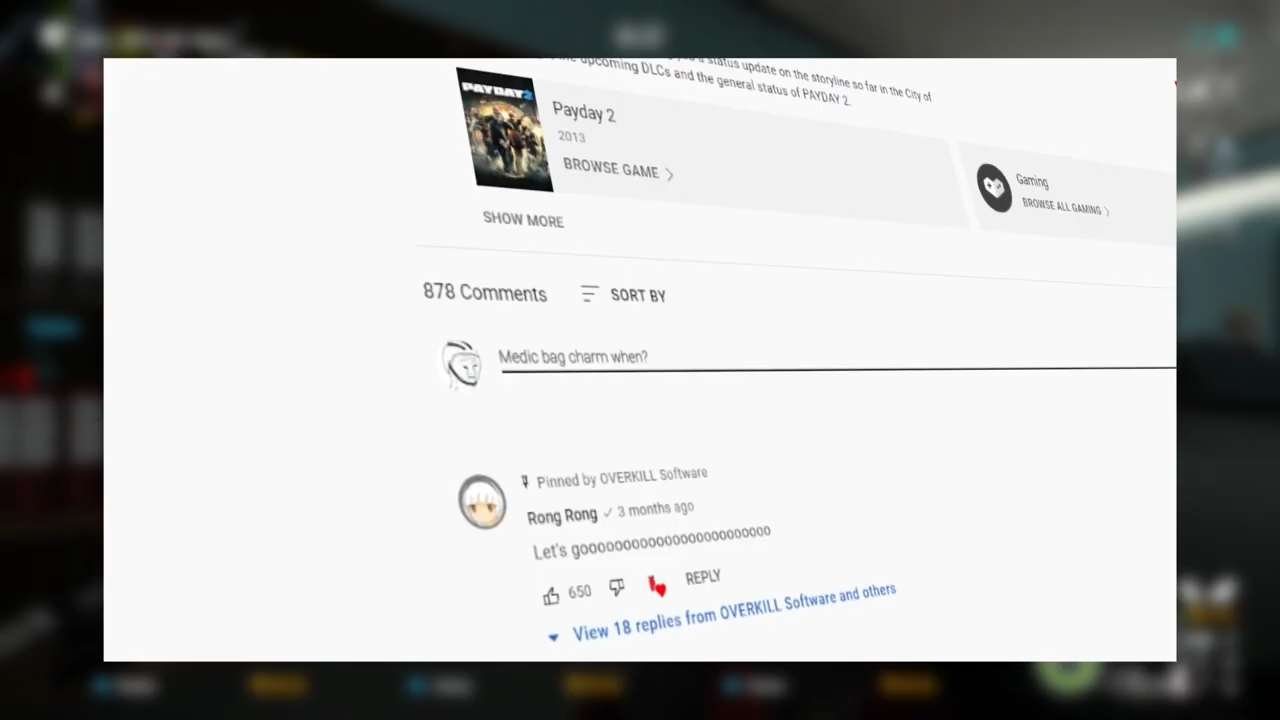 status update on the storyline so far in the City of
upcoming DLCs and the general status of PAYDAY 2.
PAYDAY 2
Payday 2
2013
BROWSE GAME
Gaming
BROWSE ALL GAMING
SHOW MORE
878 Comments
SORT BY
Medic bag charm when?
Pinned by OVERKILL Software
Rong Rong
3 months ago
Let's gooooooooooooooooooooooo
650
REPLY
View 18 replies from OVERKILL Software and others